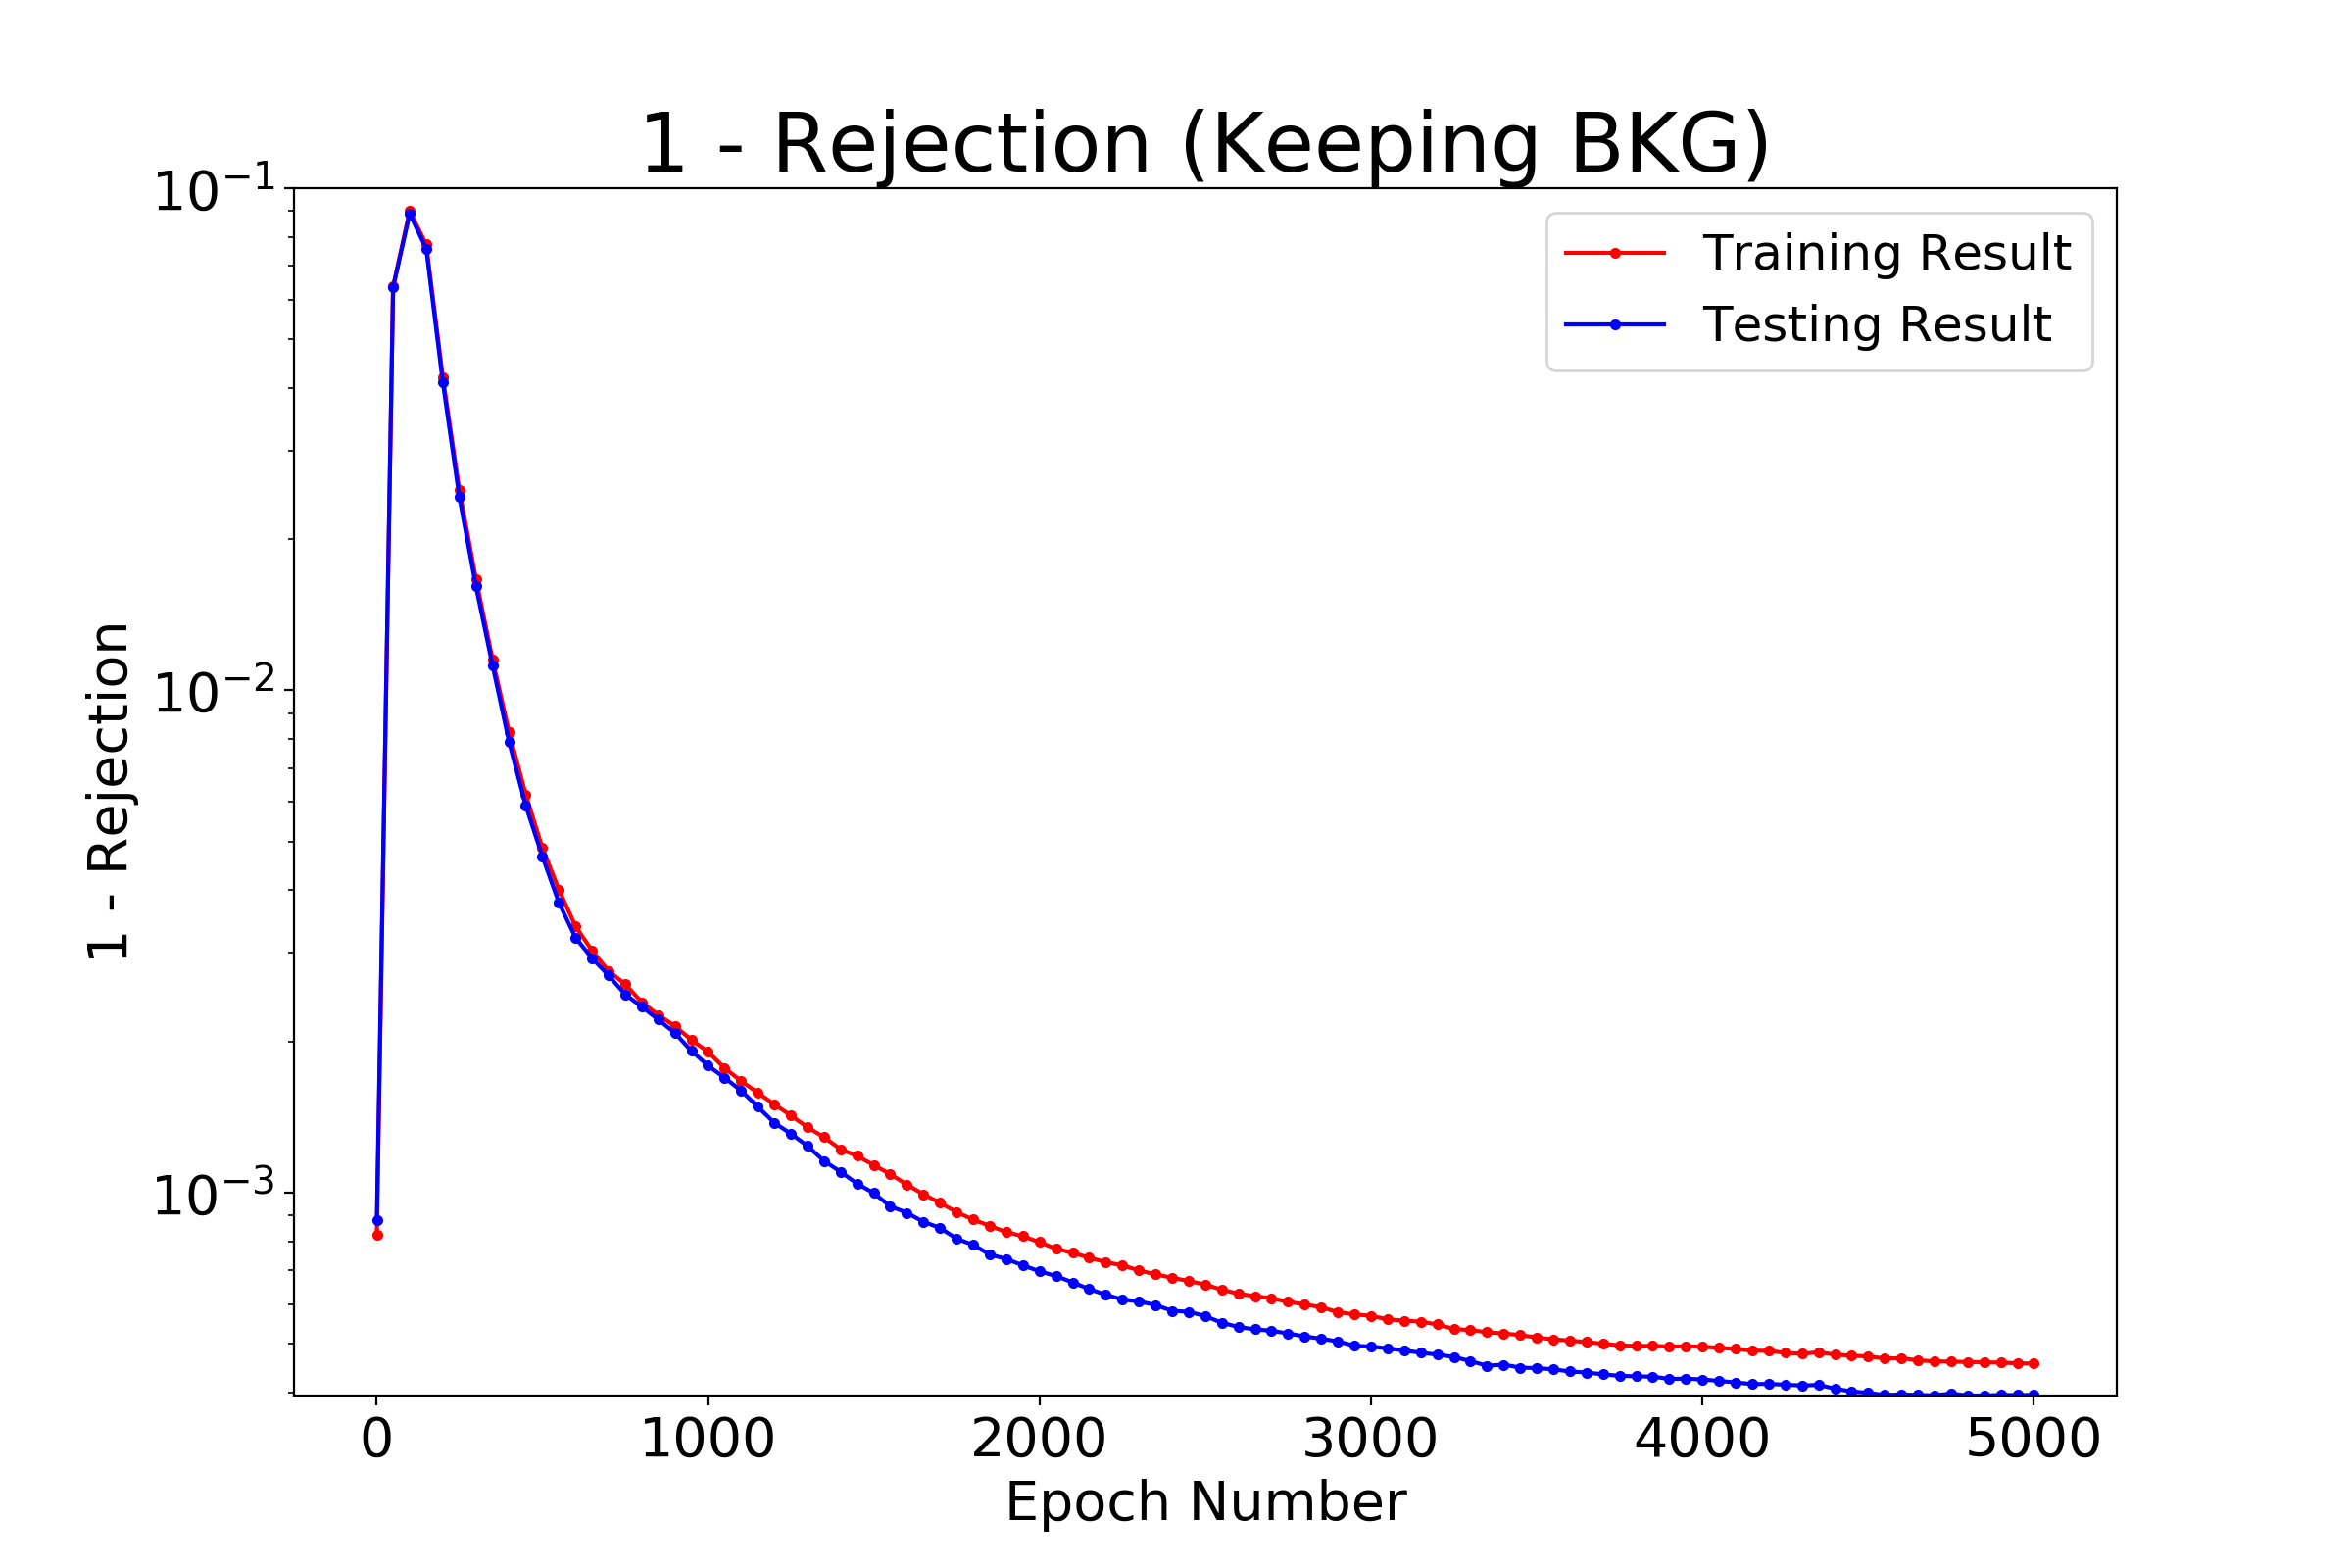 1 - Rejection (Keeping BKG)
10⁻¹
Training Result
Testing Result
10⁻²
1 - Rejection
10⁻³
0 1000 2000 3000 4000 5000
Epoch Number